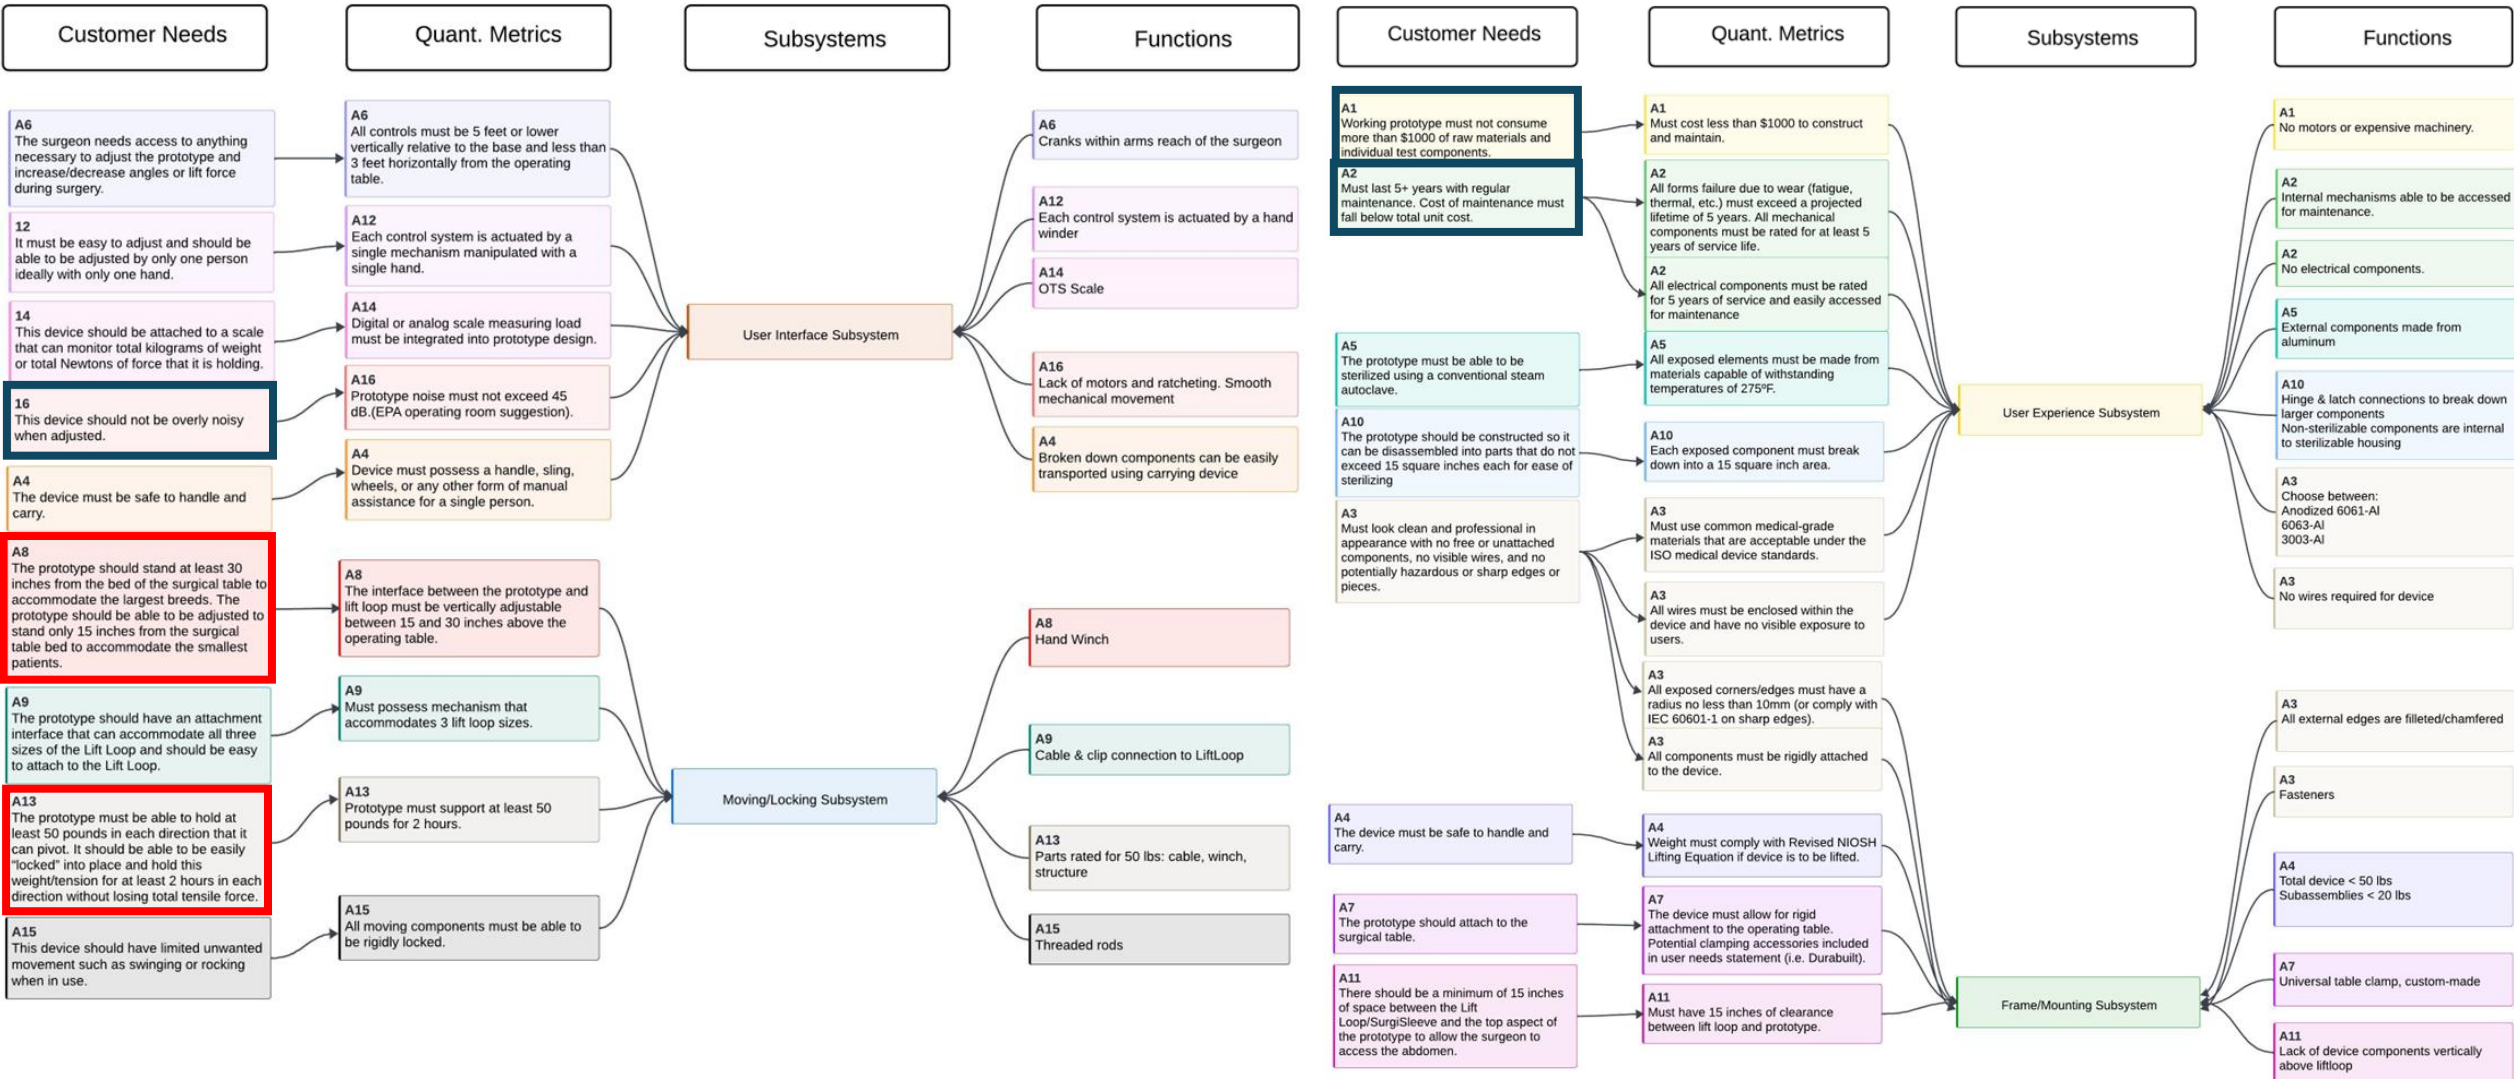 Customer Needs
Quant. Metrics
Subsystems
Functions
A6
The surgeon needs access to anything
necessary to adjust the prototype and
increase/decrease angles or lift force
during surgery.
12
It must be easy to adjust and should be
able to be adjusted by only one person
ideally with only one hand.
14
This device should be attached to a scale
that can monitor total kilograms of weight
or total Newtons of force that it is holding.
16
This device should not be overly noisy
when adjusted.
A4
The device must be safe to handle and
carry.
A8
The prototype should stand at least 30
inches from the bed of the surgical table to
accommodate the largest breeds. The
prototype should be able to be adjusted to
stand only 15 inches from the surgical
table bed to accommodate the smallest
patients.
A9
The prototype should have an attachment
interface that can accommodate all three
sizes of the Lift Loop and should be easy
to attach to the Lift Loop.
A13
The prototype must be able to hold at
least 50 pounds in each direction that it
can pivot. It should be able to be easily
"locked" into place and hold this
weight/tension for at least 2 hours in each
direction without losing total tensile force.
A15
This device should have limited unwanted
movement such as swinging or rocking
when in use.
A6
All controls must be 5 feet or lower
vertically relative to the base and less than
3 feet horizontally from the operating
table.
A12
Each control system is actuated by a
single mechanism manipulated with a
single hand.
A14
Digital or analog scale measuring load
must be integrated into prototype design.
A16
Prototype noise must not exceed 45
dB.(EPA operating room suggestion).
A4
Device must possess a handle, sling,
wheels, or any other form of manual
assistance for a single person.
A8
The interface between the prototype and
lift loop must be vertically adjustable
between 15 and 30 inches above the
operating table.
A9
Must possess mechanism that
accommodates 3 lift loop sizes.
A13
Prototype must support at least 50
pounds for 2 hours.
A15
All moving components must be able to
be rigidly locked.
User Interface Subsystem
Moving/Locking Subsystem
A6
Cranks within arms reach of the surgeon
A12
Each control system is actuated by a hand
winder
A14
OTS Scale
A16
Lack of motors and ratcheting. Smooth
mechanical movement
A4
Broken down components can be easily
transported using carrying device
A8
Hand Winch
A9
Cable & clip connection to LiftLoop
A13
Parts rated for 50 lbs: cable, winch,
structure
A15
Threaded rods
Customer Needs
Quant. Metrics
Subsystems
Functions
A1
Working prototype must not consume
more than $1000 of raw materials and
individual test components.
A2
Must last 5+ years with regular
maintenance. Cost of maintenance must
fall below total unit cost.
A5
The prototype must be able to be
sterilized using a conventional steam
autoclave.
A10
The prototype should be constructed so it
can be disassembled into parts that do not
exceed 15 square inches each for ease of
sterilizing
A3
Must look clean and professional in
appearance with no free or unattached
components, no visible wires, and no
potentially hazardous or sharp edges or
pieces.
A4
The device must be safe to handle and
carry.
A7
The prototype should attach to the
surgical table.
A11
There should be a minimum of 15 inches
of space between the Lift
Loop/SurgiSleeve and the top aspect of
the prototype to allow the surgeon to
access the abdomen.
A1
Must cost less than $1000 to construct
and maintain.
A2
All forms failure due to wear (fatigue,
thermal, etc.) must exceed a projected
lifetime of 5 years. All mechanical
components must be rated for at least 5
years of service life.
A2
All electrical components must be rated
for 5 years of service and easily accessed
for maintenance
A5
All exposed elements must be made from
materials capable of withstanding
temperatures of 275ºF.
A10
Each exposed component must break
down into a 15 square inch area.
A3
Must use common medical-grade
materials that are acceptable under the
ISO medical device standards.
A3
All wires must be enclosed within the
device and have no visible exposure to
users.
A3
All exposed corners/edges must have a
radius no less than 10mm (or comply with
IEC 60601-1 on sharp edges).
A3
All components must be rigidly attached
to the device.
A4
Weight must comply with Revised NIOSH
Lifting Equation if device is to be lifted.
A7
The device must allow for rigid
attachment to the operating table.
Potential clamping accessories included
in user needs statement (i.e. Durabuilt).
A11
Must have 15 inches of clearance
between lift loop and prototype.
User Experience Subsystem
Frame/Mounting Subsystem
A1
No motors or expensive machinery.
A2
Internal mechanisms able to be accessed
for maintenance.
A2
No electrical components.
A5
External components made from
aluminum
A10
Hinge & latch connections to break down
larger components
Non-sterilizable components are internal
to sterilizable housing
A3
Choose between:
Anodized 6061-Al
6063-Al
3003-Al
A3
No wires required for device
A3
All external edges are filleted/chamfered
A3
Fasteners
A4
Total device < 50 lbs
Subassemblies < 20 lbs
A7
Universal table clamp, custom-made
A11
Lack of device components vertically
above liftloop